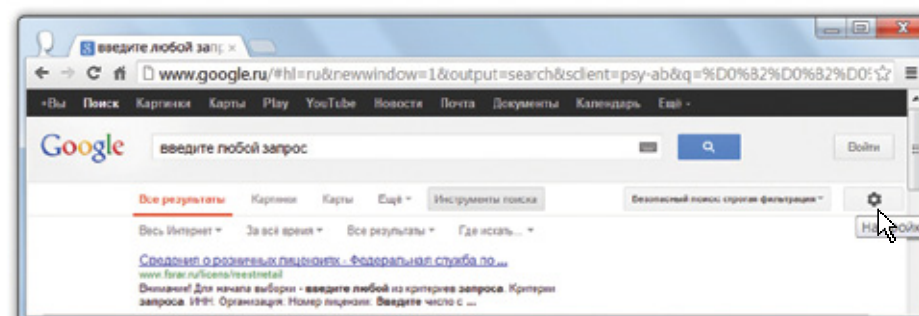 введите любой запр ×
www.google.ru/#hl=ru&newwindow=1&output=search&sclient=psy-ab&q=%D0%B2%D0%B2%D0
+Вы Поиск Картинки Карты Play YouTube Новости Почта Документы Календарь Ещё
Google введите любой запрос Войти
Все результаты Картинки Карты Ещё Инструменты поиска Безопасный поиск: строгая фильтрация
Настройк
Весь Интернет За всё время Все результаты Где искать...
Сведения о розничных лицензиях - Федеральная служба по ...
www.fsrar.ru/licens/reestretail
Внимание! Для начала выборки - введите любой из критериев запроса. Критерии
запроса. ИНН. Организация. Номер лицензии: Введите число с ...